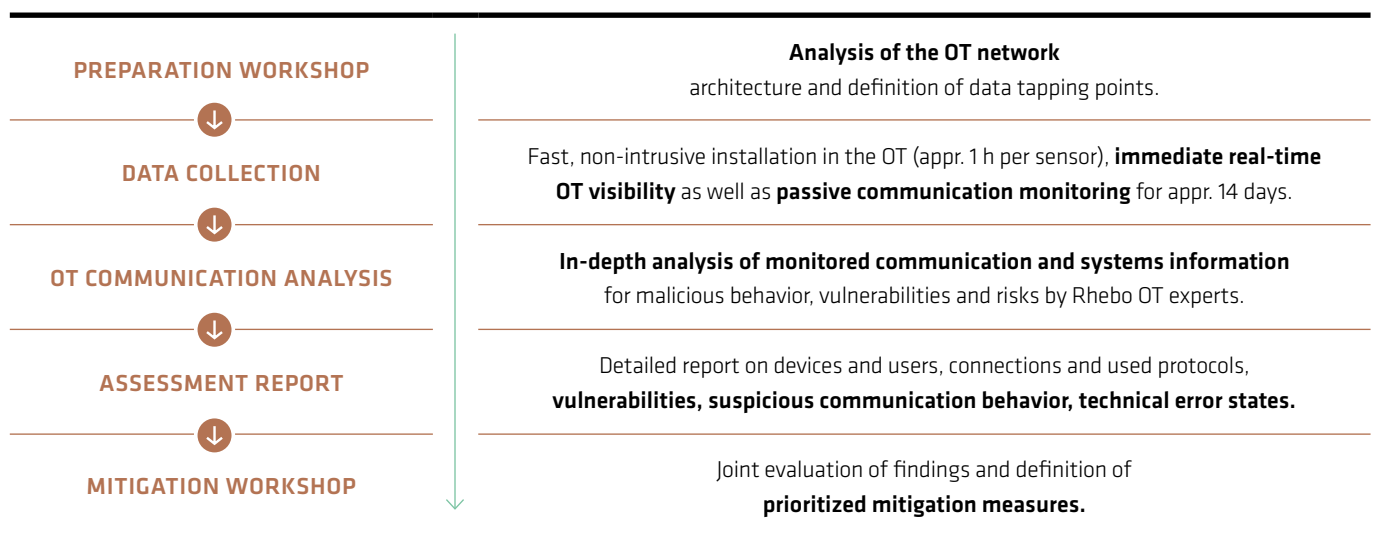 PREPARATION WORKSHOP
Analysis of the OT network
architecture and definition of data tapping points.
DATA COLLECTION
Fast, non-intrusive installation in the OT (appr. 1 h per sensor), immediate real-time
OT visibility as well as passive communication monitoring for appr. 14 days.
OT COMMUNICATION ANALYSIS
In-depth analysis of monitored communication and systems information
for malicious behavior, vulnerabilities and risks by Rhebo OT experts.
ASSESSMENT REPORT
Detailed report on devices and users, connections and used protocols,
vulnerabilities, suspicious communication behavior, technical error states.
MITIGATION WORKSHOP
Joint evaluation of findings and definition of
prioritized mitigation measures.